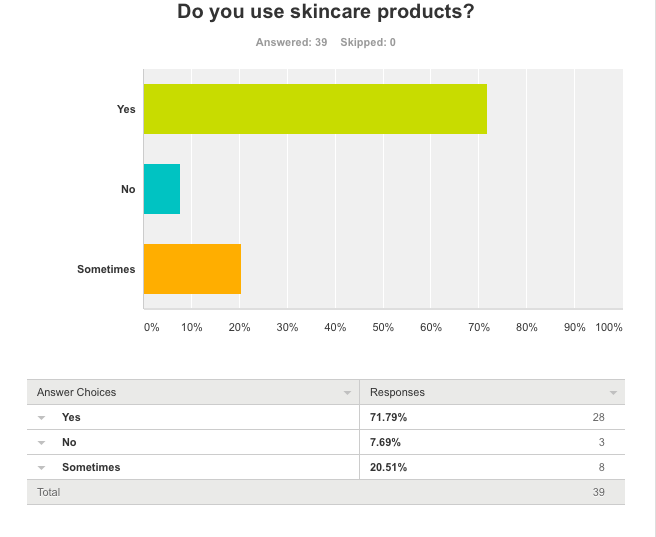 Do you use skincare products?
Answered: 39 Skipped: 0
Yes
No
Sometimes
0% 10% 20% 30% 40% 50% 60% 70% 80% 90% 100%
Answer Choices Responses
Yes 71.79% 28
No 7.69% 3
Sometimes 20.51% 8
Total 39